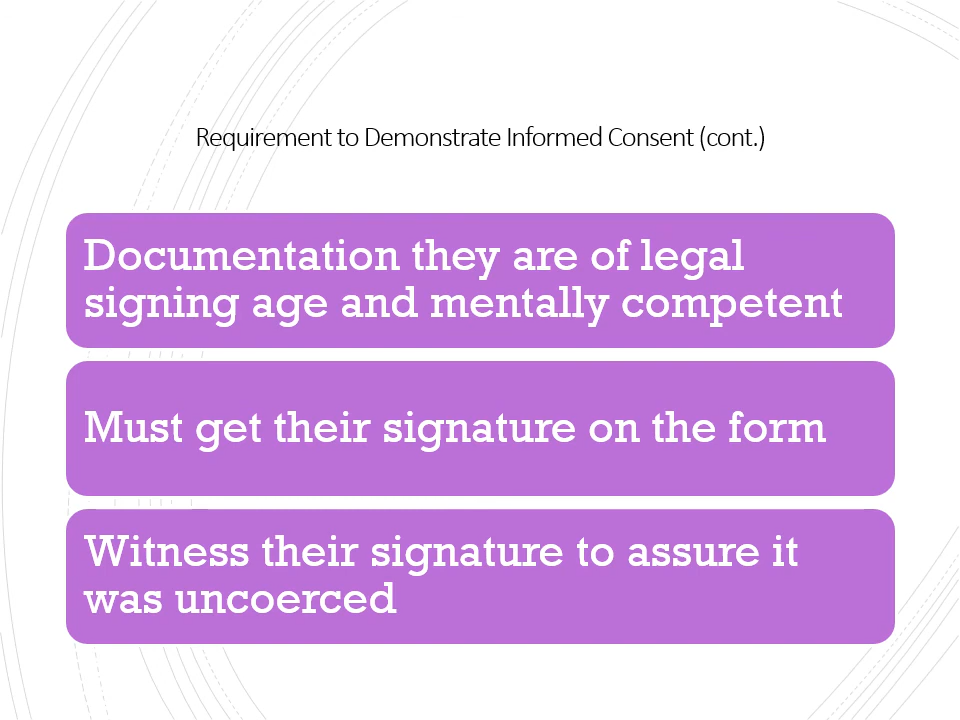 Requirement to Demonstrate Informed Consent (cont.)
Documentation they are of legal
signing age and mentally competent
Must get their signature on the form
Witness their signature to assure it
was uncoerced